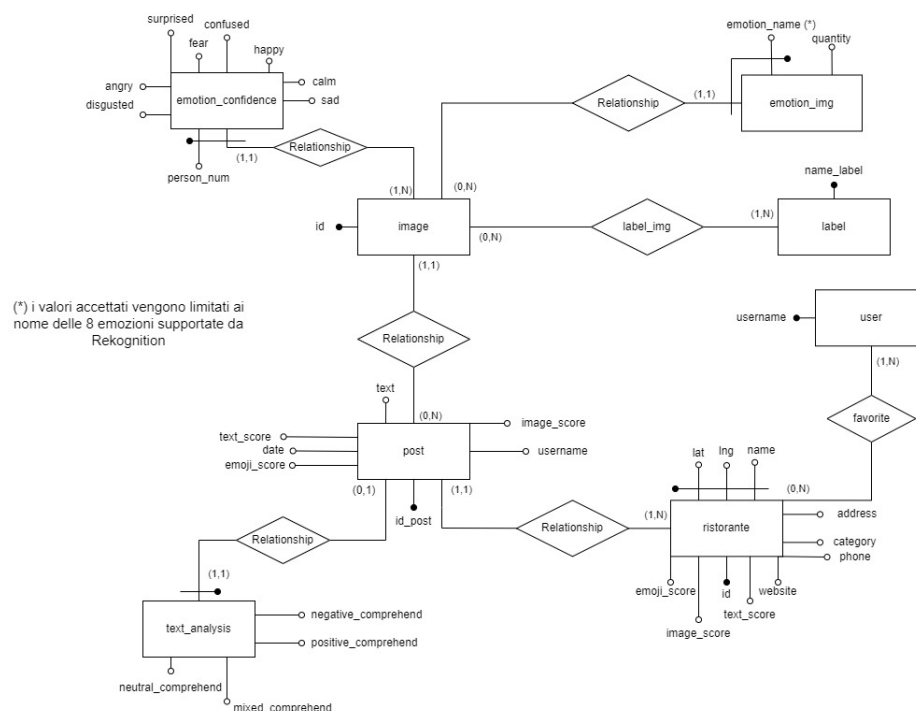 surprised
confused
fear
happy
angry
calm
disgusted
emotion_confidence
sad
person_num
(1,1)
Relationship
emotion_name (*)
quantity
Relationship
(1,1)
emotion_img
(1,N)
(0,N)
id
image
(0,N)
label_img
(1,N)
name_label
label
(1,1)
(*) i valori accettati vengono limitati ai
nome delle 8 emozioni supportate da
Rekognition
Relationship
username
user
(1,N)
favorite
text
(0,N)
image_score
text_score
date
emoji_score
post
username
(0,1)
(1,1)
id_post
Relationship
(1,N)
lat
lng
name
(0,N)
ristorante
address
category
phone
emoji_score
id
website
text_score
image_score
Relationship
(1,1)
text_analysis
negative_comprehend
positive_comprehend
neutral_comprehend
mixed_comprehend